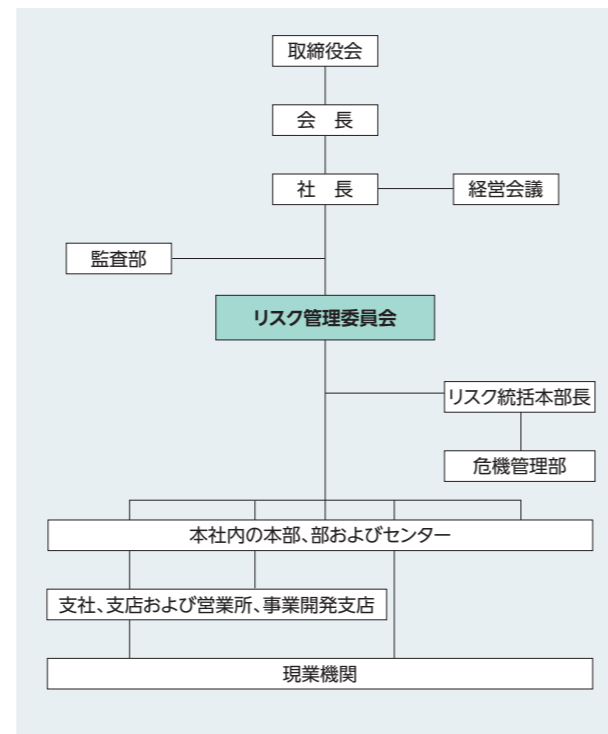 取締役会
会　長
社　長
経営会議
監査部
リスク管理委員会
リスク統括本部長
危機管理部
本社内の本部、部およびセンター
支社、支店および営業所、事業開発支店
現業機関